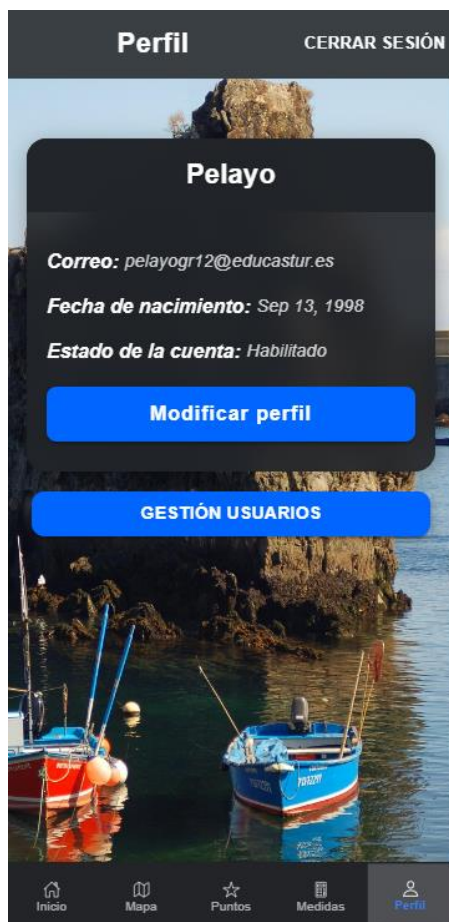 Perfil
CERRAR SESIÓN
Pelayo
Correo: pelayogr12@educastur.es
Fecha de nacimiento: Sep 13, 1998
Estado de la cuenta: Habilitado
Modificar perfil
GESTIÓN USUARIOS
Inicio
Mapa
Puntos
Medidas
Perfil